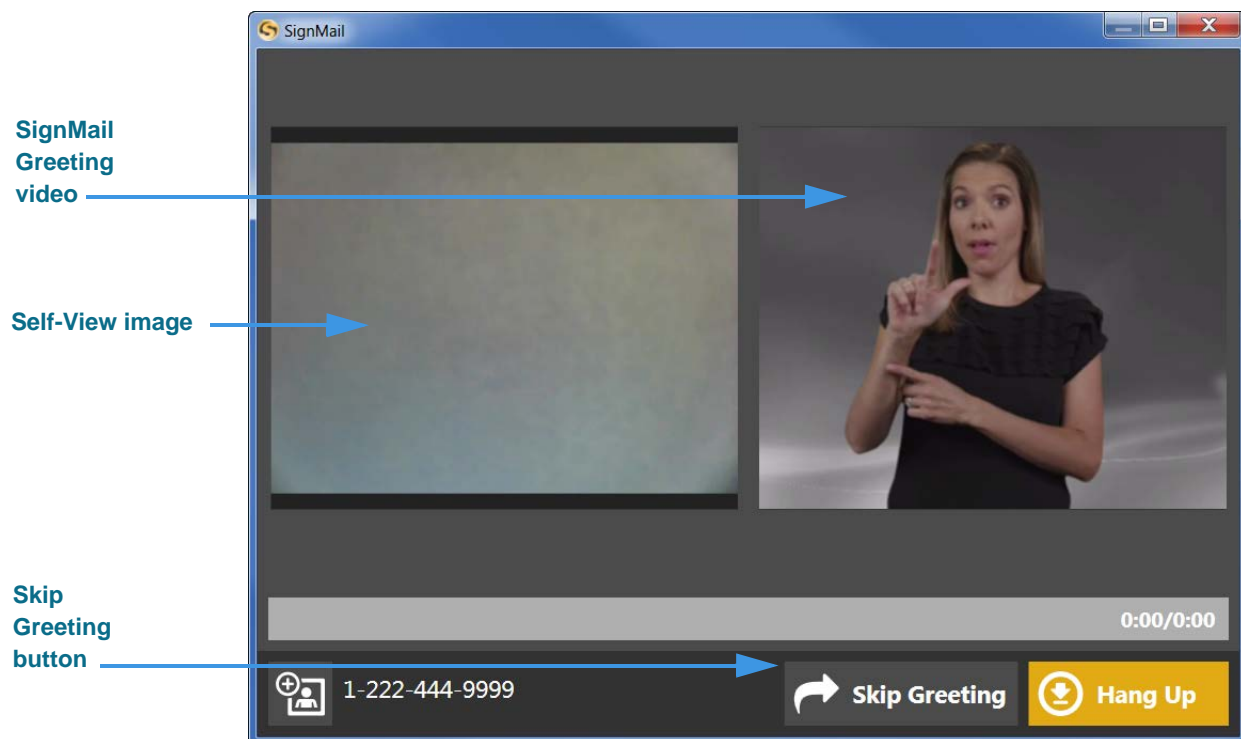 SignMail
SignMail
Greeting
video
Self-View image
Skip
Greeting
button
0:00/0:00
1-222-444-9999
Skip Greeting
Hang Up